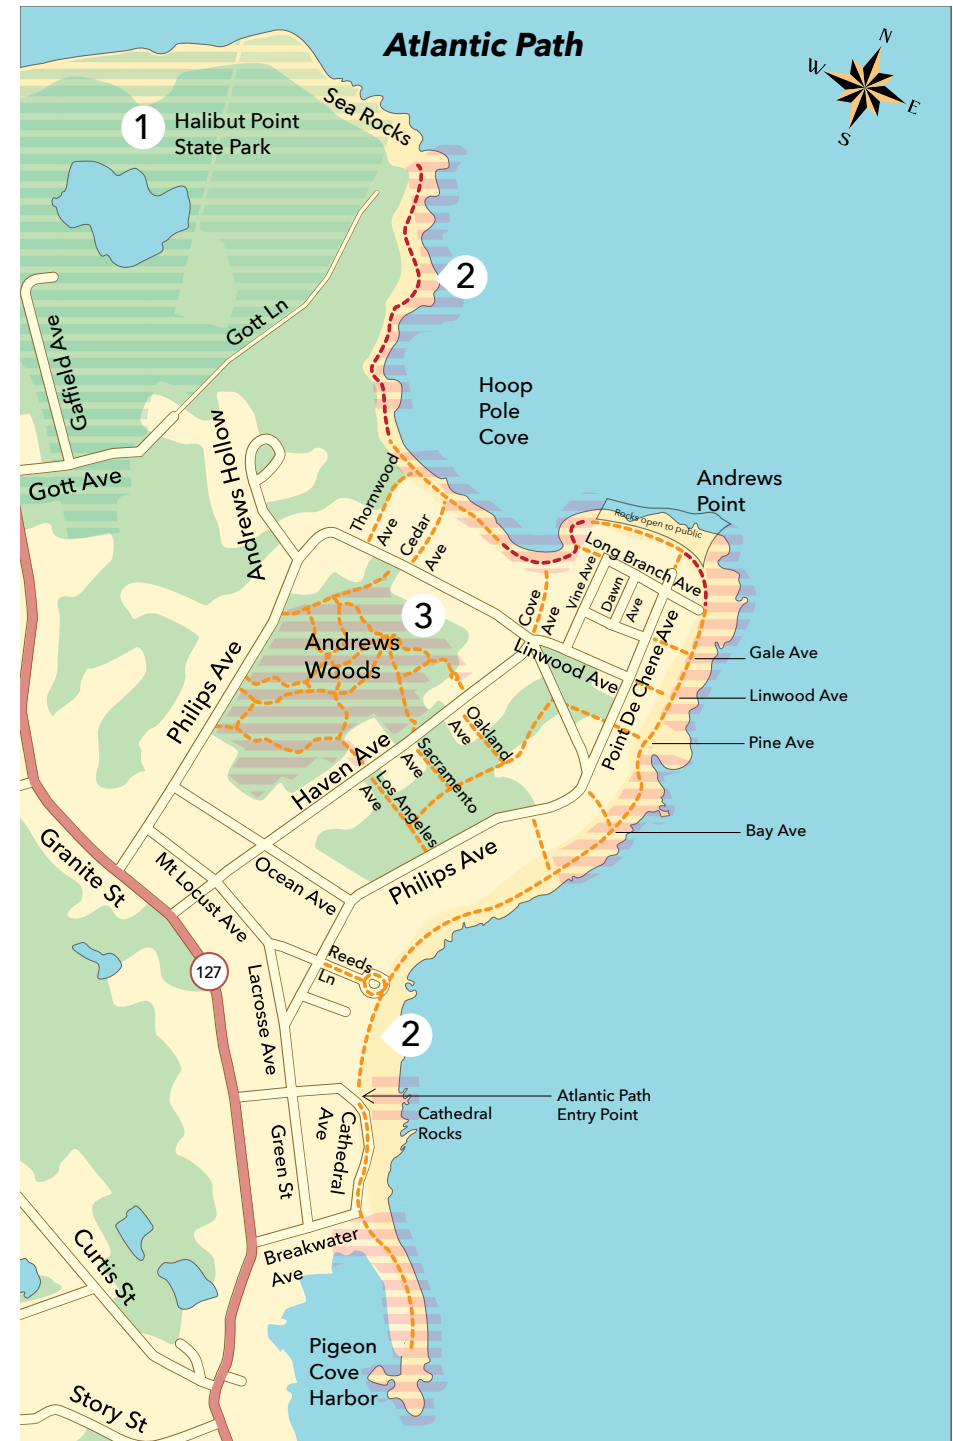 Atlantic Path
N
W
E
S
Sea Rocks
1
Halibut Point
State Park
2
Gott Ln
Gaffield Ave
Hoop
Pole
Cove
Andrews Hollow
Gott Ave
Thornwood
Ave
Cedar
Ave
Andrews
Point
Rocks open to public
Long Branch Ave
Vine Ave
Dawn
Ave
Cove
Ave
3
Andrews
Woods
Linwood Ave
Point De Chene Ave
Gale Ave
Linwood Ave
Pine Ave
Bay Ave
Philips Ave
Haven Ave
Oakland
Ave
Sacramento
Ave
Los Angeles
Ave
Granite St
Mt Locust Ave
Ocean Ave
Philips Ave
Reeds
Ln
127
Lacrosse Ave
2
Atlantic Path
Entry Point
Cathedral
Rocks
Cathedral
Ave
Green St
Breakwater
Ave
Curtis St
Pigeon
Cove
Harbor
Story St